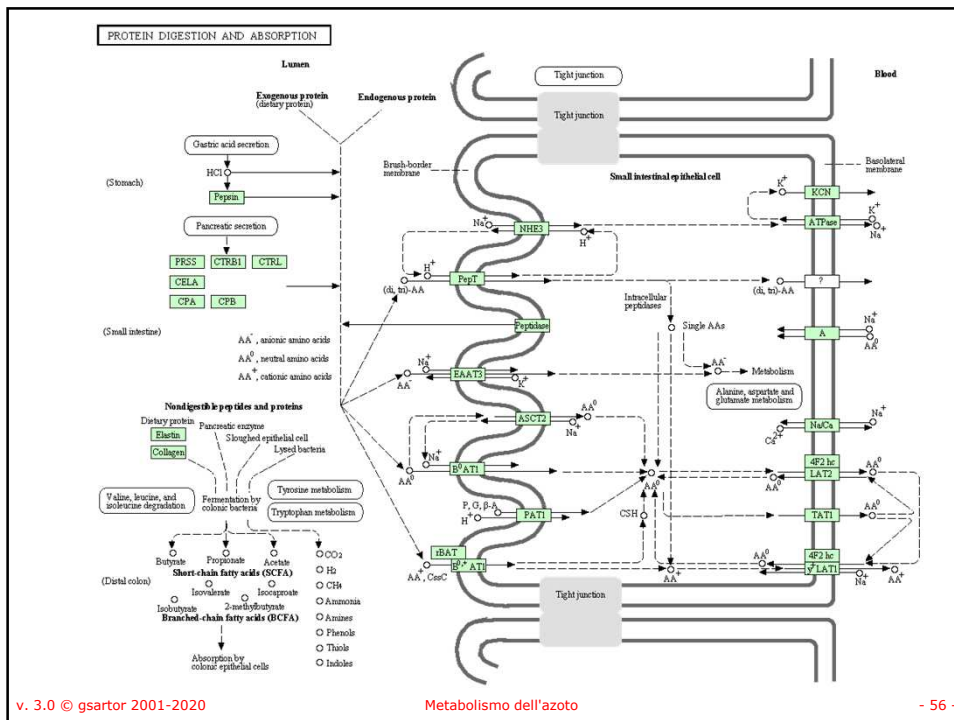 PROTEIN DIGESTION AND ABSORPTION
Lumen
Blood
Exogenous protein
(dietary protein)
Endogenous protein
Tight junction
Tight junction
Gastric acid secretion
HCl
(Stomach)
Pepsin
Pancreatic secretion
PRSS
CTRB1
CTRL
CELA
CPA
CPB
(Small intestine)
AA⁻, anionic amino acids
AA⁰, neutral amino acids
AA⁺, cationic amino acids
Brush-border
membrane
Small intestinal epithelial cell
Basolateral
membrane
K⁺
KCN
ATPase
K⁺
Na⁺
Na⁺
NHE3
H⁺
H⁺
PepT
(di, tri)-AA
(di, tri)-AA
?
Intracellular
peptidases
Peptidase
Single AAs
A
Na⁺
AA⁰
Na⁺
EAAT3
AA⁻
K⁺
AA⁻
Metabolism
Alanine, aspartate and
glutamate metabolism
ASCT2
AA⁰
Na⁺
Na/Ca
Na⁺
Ca²⁺
Na⁺
B⁰AT1
AA⁰
AA⁰
4F2 hc
LAT2
AA⁰
AA⁰
P, G, β-A
H⁺
PAT1
CSH
TAT1
AA⁰
rBAT
B⁰,⁺ AT1
AA⁺, CssC
AA⁺
AA⁰
4F2 hc
y⁺LAT1
Na⁺
AA⁺
Tight junction
Nondigestible peptides and proteins
Dietary protein
Pancreatic enzyme
Sloughed epithelial cell
Lysed bacteria
Elastin
Collagen
Valine, leucine, and
isoleucine degradation
Fermentation by
colonic bacteria
Tyrosine metabolism
Tryptophan metabolism
Butyrate
Propionate
Acetate
Short-chain fatty acids (SCFA)
(Distal colon)
Isovalerate
Isocaproate
Isobutyrate
2-methylbutyrate
Branched-chain fatty acids (BCFA)
Absorption by
colonic epithelial cells
CO₂
H₂
CH₄
Ammonia
Amines
Phenols
Thiols
Indoles
v. 3.0 © gsartor 2001-2020
Metabolismo dell'azoto
- 56 -